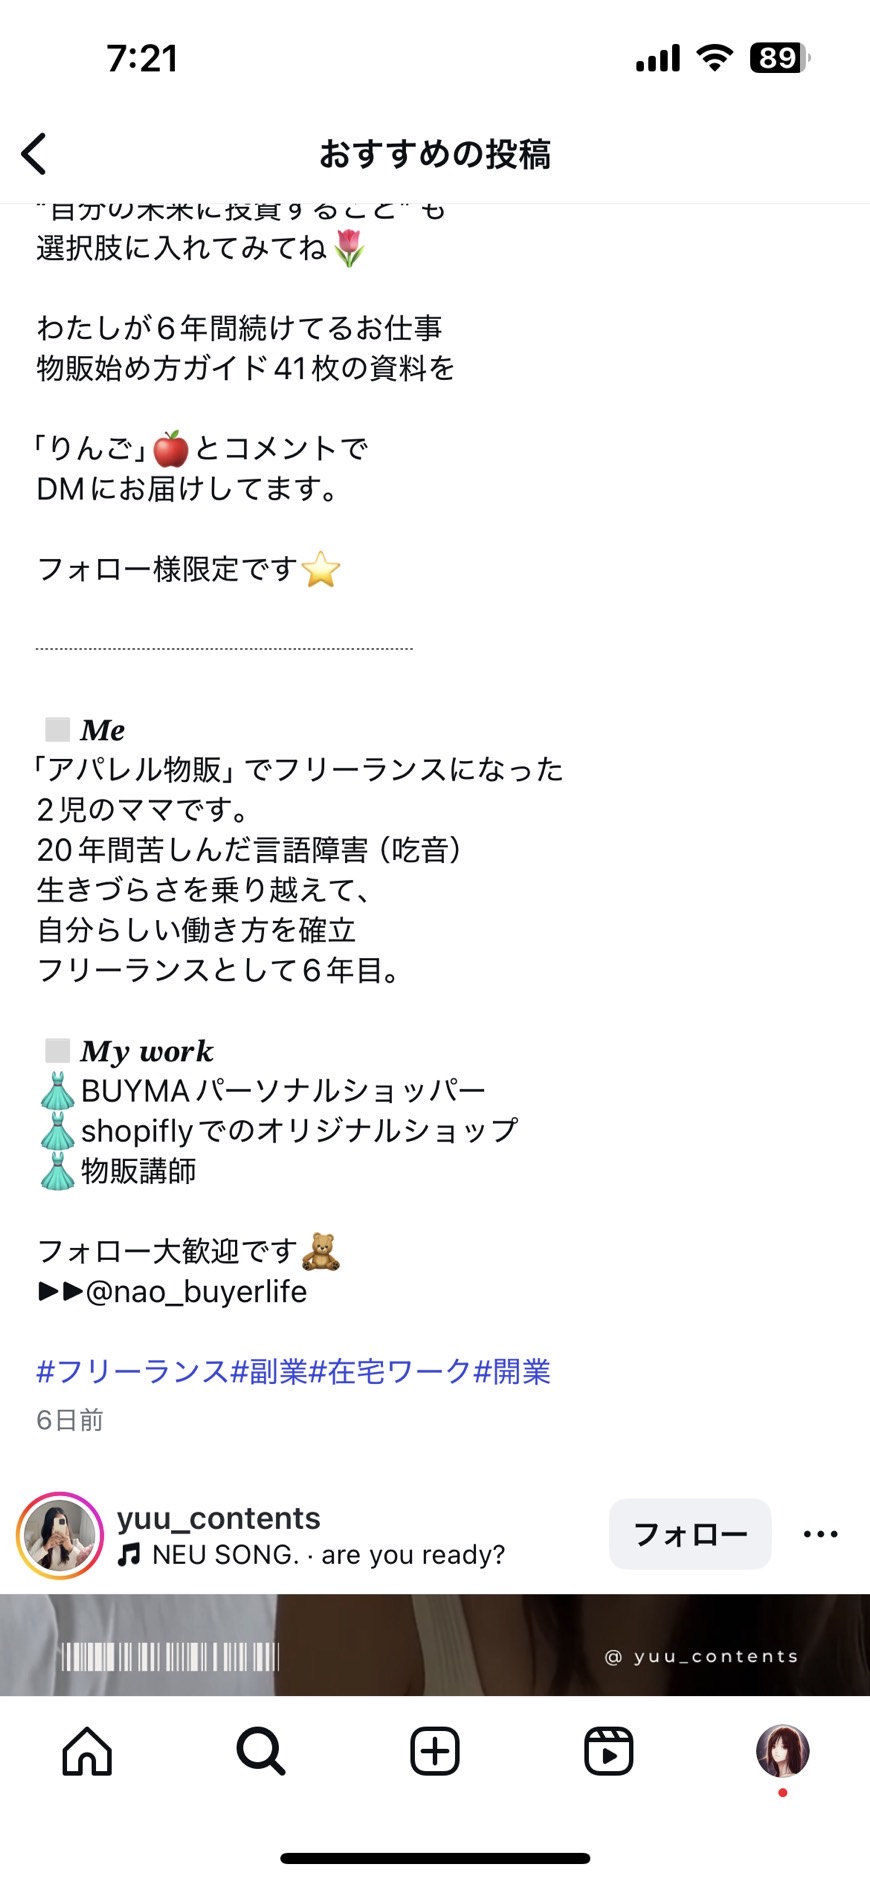 7:21
89
おすすめの投稿
"自分の未来に投資すること" も
選択肢に入れてみてね🌷
わたしが6年間続けてるお仕事
物販始め方ガイド41枚の資料を
「りんご」🍎とコメントで
DMにお届けしてます。
フォロー様限定です⭐️
◻️ Me
「アパレル物販」でフリーランスになった
2児のママです。
20年間苦しんだ言語障害（吃音）
生きづらさを乗り越えて、
自分らしい働き方を確立
フリーランスとして6年目。
◻️ My work
👗BUYMAパーソナルショッパー
👗shopiflyでのオリジナルショップ
👗物販講師
フォロー大歓迎です🧸
▶▶@nao_buyerlife
#フリーランス#副業#在宅ワーク#開業
6日前
yuu_contents
フォロー
NEU SONG. · are you ready?
@ yuu_contents